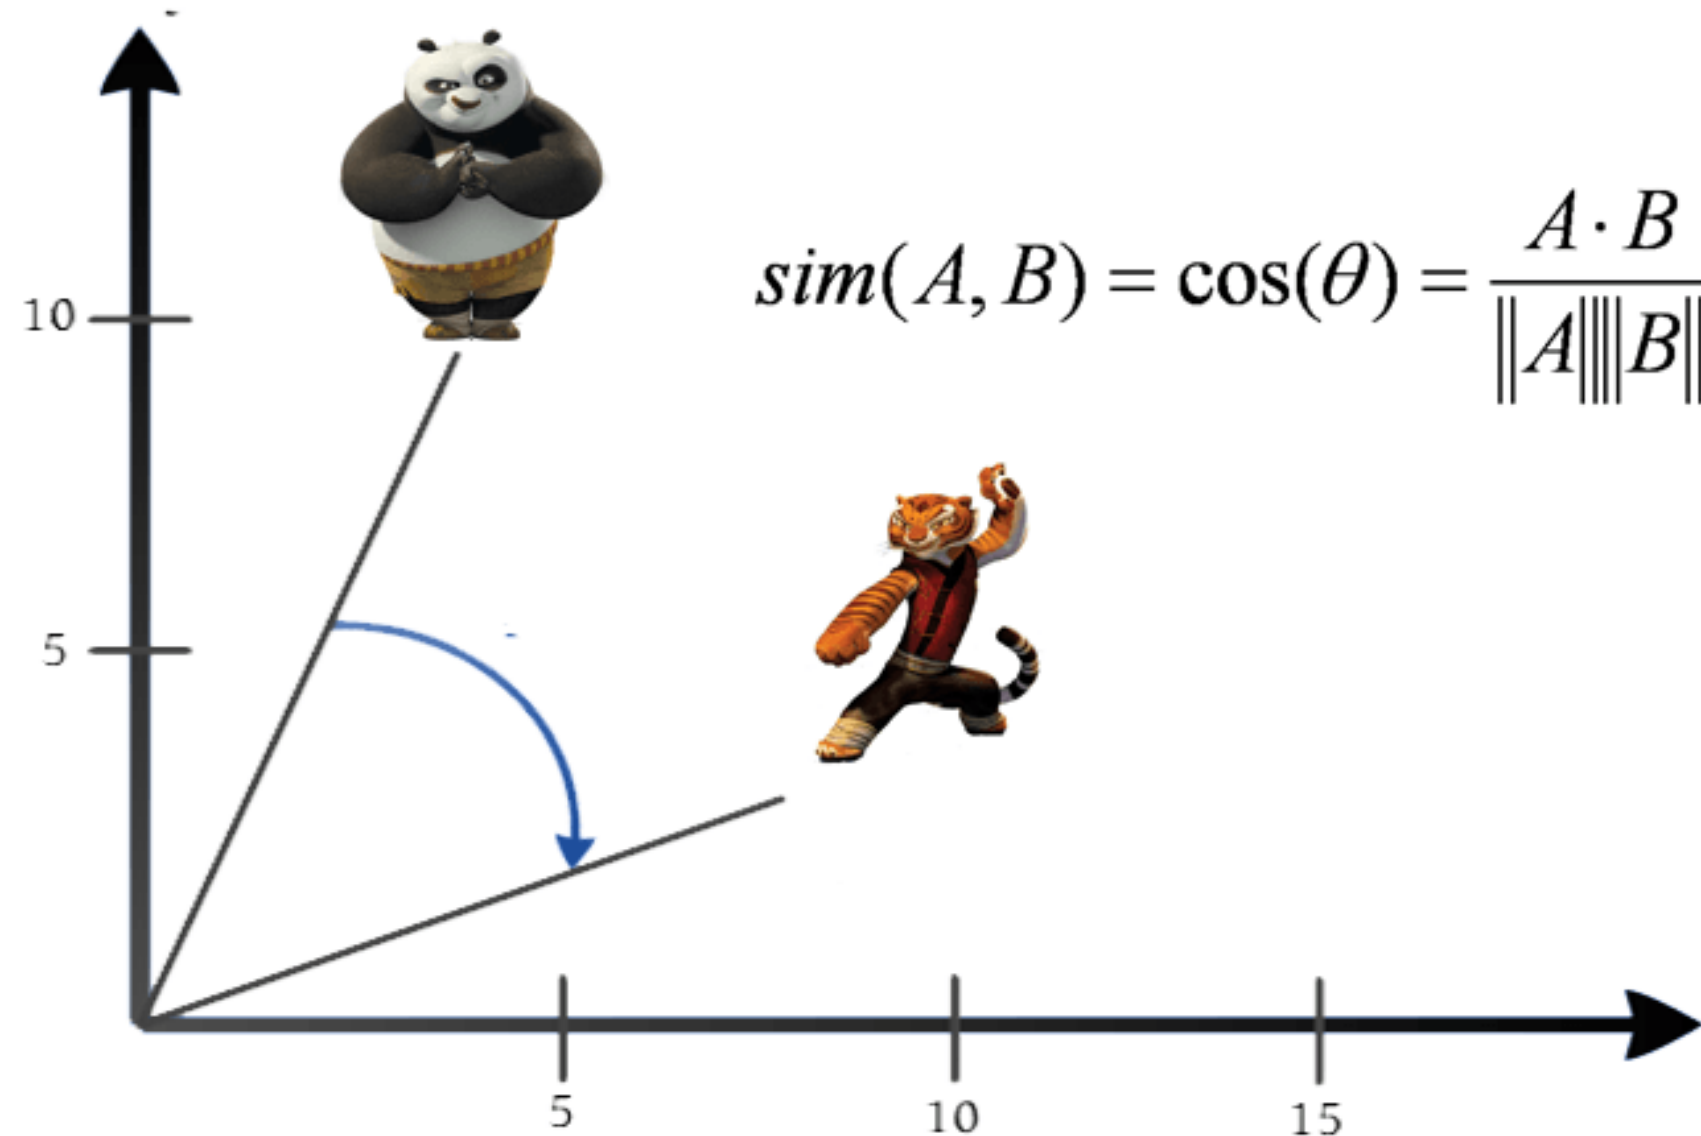 10
sim(A, B) = cos(θ) = A · B / ‖A‖‖B‖
5
5 10 15